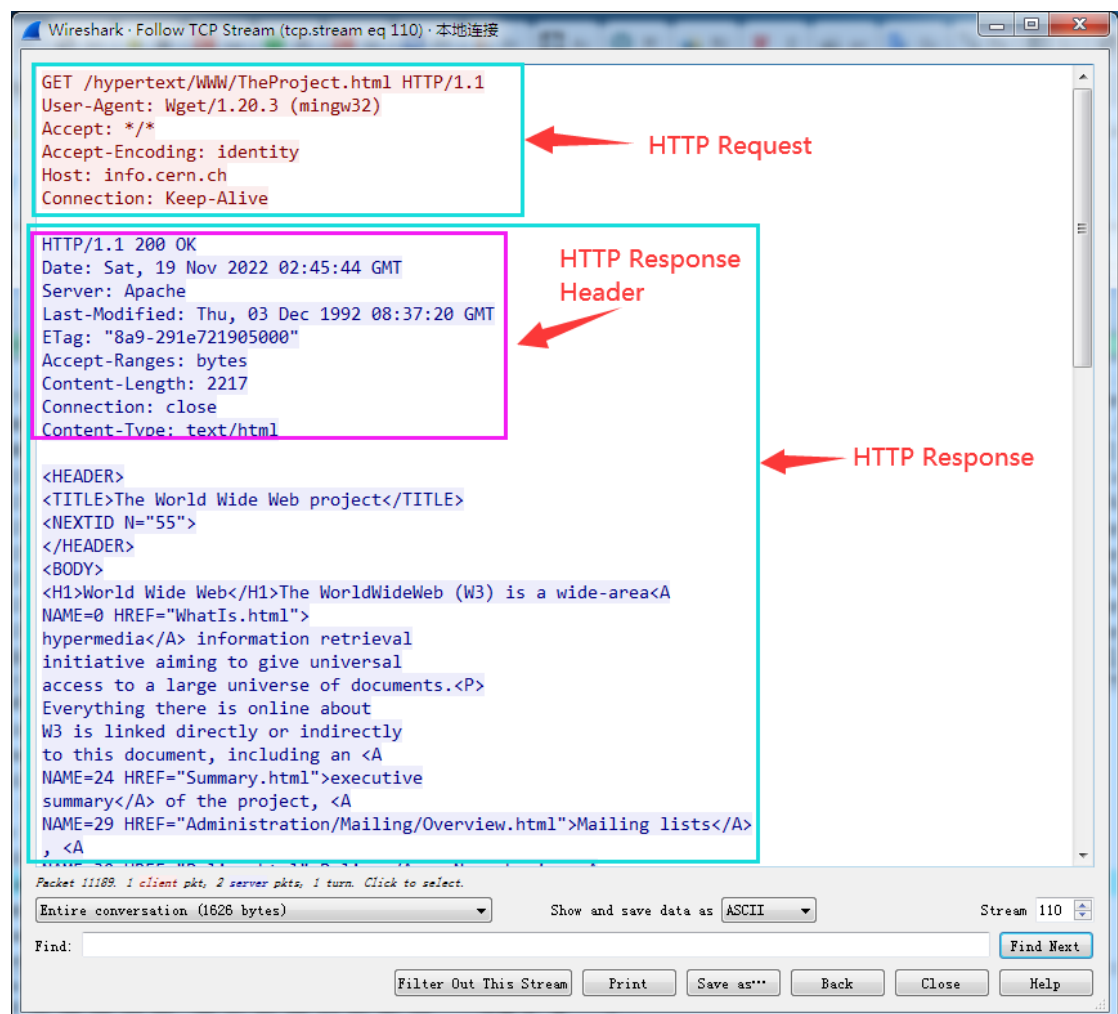 Wireshark · Follow TCP Stream (tcp.stream eq 110) · 本地连接
GET /hypertext/WWW/TheProject.html HTTP/1.1
User-Agent: Wget/1.20.3 (mingw32)
Accept: */*
Accept-Encoding: identity
Host: info.cern.ch
Connection: Keep-Alive
HTTP Request
HTTP/1.1 200 OK
Date: Sat, 19 Nov 2022 02:45:44 GMT
Server: Apache
Last-Modified: Thu, 03 Dec 1992 08:37:20 GMT
ETag: "8a9-291e721905000"
Accept-Ranges: bytes
Content-Length: 2217
Connection: close
Content-Type: text/html
HTTP Response
Header
HTTP Response
<HEADER>
<TITLE>The World Wide Web project</TITLE>
<NEXTID N="55">
</HEADER>
<BODY>
<H1>World Wide Web</H1>The WorldWideWeb (W3) is a wide-area<A
NAME=0 HREF="WhatIs.html">
hypermedia</A> information retrieval
initiative aiming to give universal
access to a large universe of documents.<P>
Everything there is online about
W3 is linked directly or indirectly
to this document, including an <A
NAME=24 HREF="Summary.html">executive
summary</A> of the project, <A
NAME=29 HREF="Administration/Mailing/Overview.html">Mailing lists</A>
, <A
Packet 11189. 1 client pkt, 2 server pkts, 1 turn. Click to select.
Entire conversation (1626 bytes)
Show and save data as ASCII
Stream 110
Find:
Find Next
Filter Out This Stream
Print
Save as…
Back
Close
Help